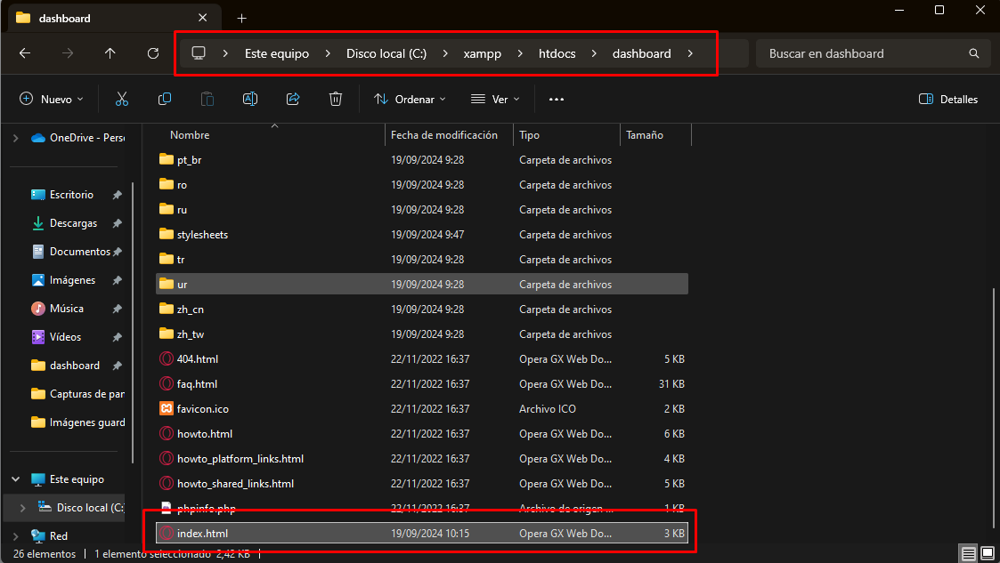 dashboard
Este equipo Disco local (C:) xampp htdocs dashboard
Buscar en dashboard
Nuevo Ordenar Ver Detalles
Nombre Fecha de modificación Tipo Tamaño
OneDrive - Perso
Escritorio
Descargas
Documentos
Imágenes
Música
Vídeos
dashboard
Capturas de pan
Imágenes guard
Este equipo
Disco local (C:)
Red
pt_br 19/09/2024 9:28 Carpeta de archivos
ro 19/09/2024 9:28 Carpeta de archivos
ru 19/09/2024 9:28 Carpeta de archivos
stylesheets 19/09/2024 9:47 Carpeta de archivos
tr 19/09/2024 9:28 Carpeta de archivos
ur 19/09/2024 9:28 Carpeta de archivos
zh_cn 19/09/2024 9:28 Carpeta de archivos
zh_tw 19/09/2024 9:28 Carpeta de archivos
404.html 22/11/2022 16:37 Opera GX Web Do... 5 KB
faq.html 22/11/2022 16:37 Opera GX Web Do... 31 KB
favicon.ico 22/11/2022 16:37 Archivo ICO 2 KB
howto.html 22/11/2022 16:37 Opera GX Web Do... 6 KB
howto_platform_links.html 22/11/2022 16:37 Opera GX Web Do... 4 KB
howto_shared_links.html 22/11/2022 16:37 Opera GX Web Do... 5 KB
phpinfo.php 22/11/2022 16:37 Archivo de origen ... 1 KB
index.html 19/09/2024 10:15 Opera GX Web Do... 3 KB
26 elementos 1 elemento seleccionado 2,42 KB